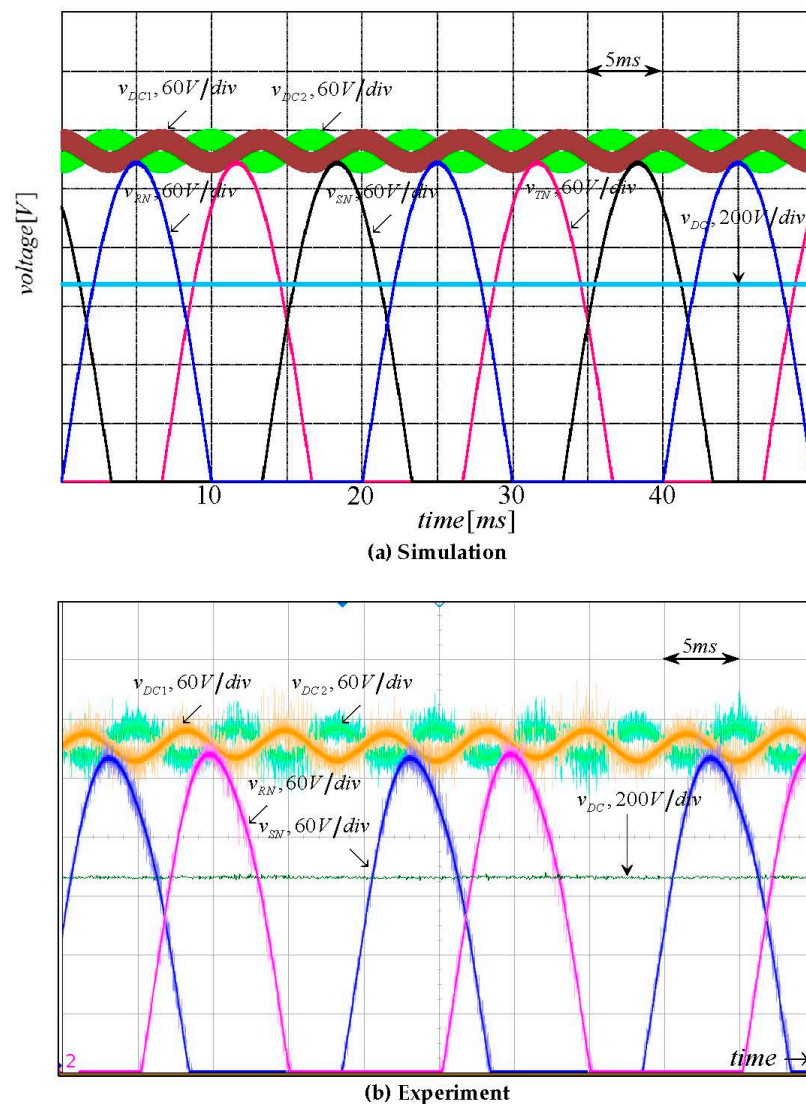 5ms
v_DC1, 60V/div
v_DC2, 60V/div
v_RN, 60V/div
v_SN, 60V/div
v_TN, 60V/div
v_DC, 200V/div
voltage[V]
10 20 30 40
time[ms]
(a) Simulation
5ms
v_DC1, 60V/div
v_DC2, 60V/div
v_RN, 60V/div
v_SN, 60V/div
v_DC, 200V/div
2
time
(b) Experiment